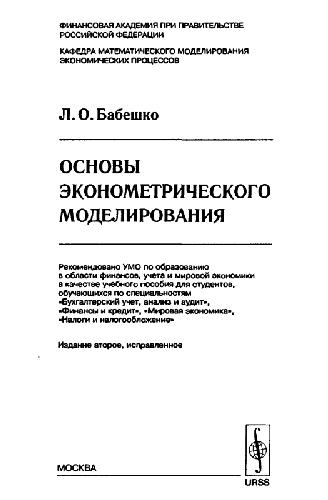 ФИНАНСОВАЯ АКАДЕМИЯ ПРИ ПРАВИТЕЛЬСТВЕ
РОССИЙСКОЙ ФЕДЕРАЦИИ
КАФЕДРА МАТЕМАТИЧЕСКОГО МОДЕЛИРОВАНИЯ
ЭКОНОМИЧЕСКИХ ПРОЦЕССОВ
Л. О. Бабешко
ОСНОВЫ
ЭКОНОМЕТРИЧЕСКОГО
МОДЕЛИРОВАНИЯ
Рекомендовано УМО по образованию
в области финансов, учета и мировой экономики
в качестве учебного пособия для студентов,
обучающихся по специальностям
«Бухгалтерский учет, анализ и аудит»,
«Финансы и кредит», «Мировая экономика»,
«Налоги и налогообложение»
Издание второе, исправленное
МОСКВА
URSS